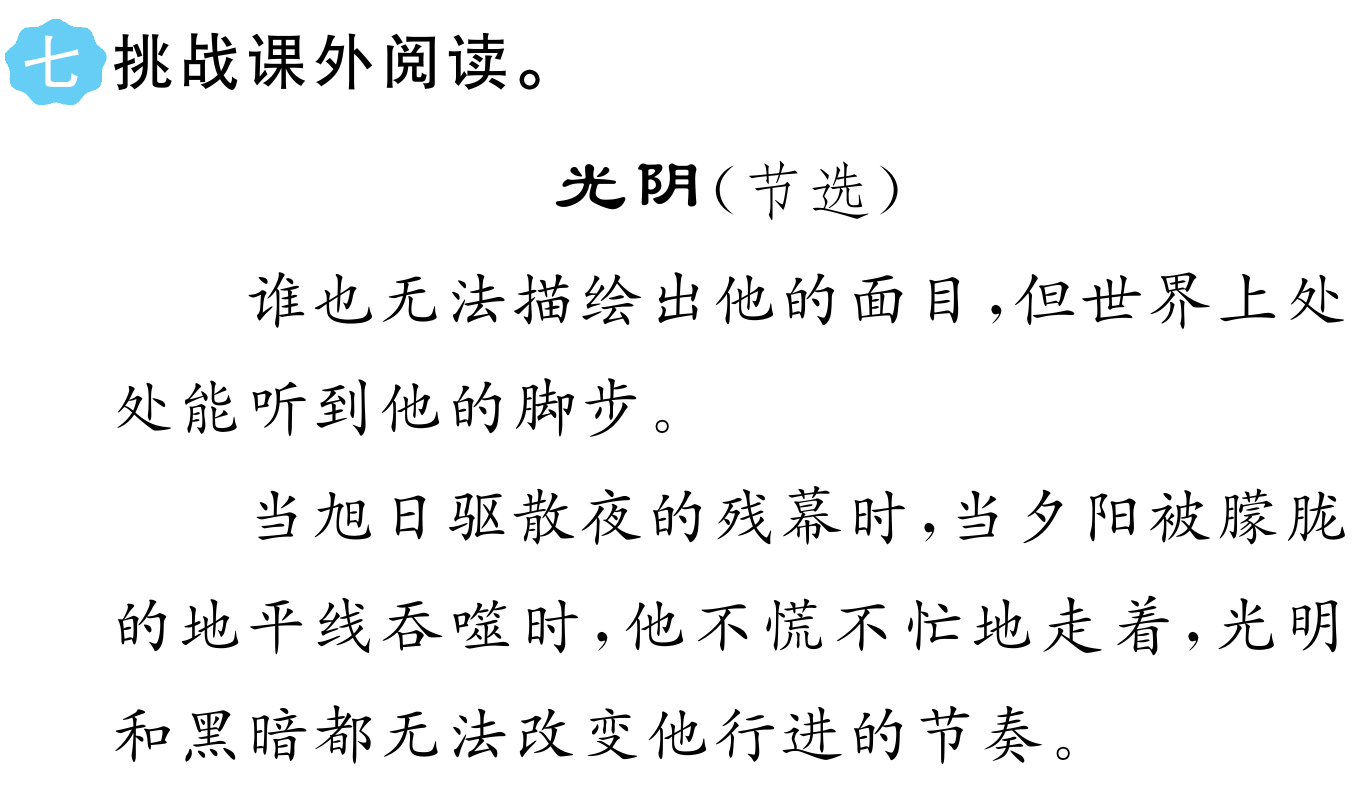 七 挑战课外阅读。
光阴(节选)
谁也无法描绘出他的面目,但世界上处
处能听到他的脚步。
当旭日驱散夜的残幕时,当夕阳被朦胧
的地平线吞噬时,他不慌不忙地走着,光明
和黑暗都无法改变他行进的节奏。